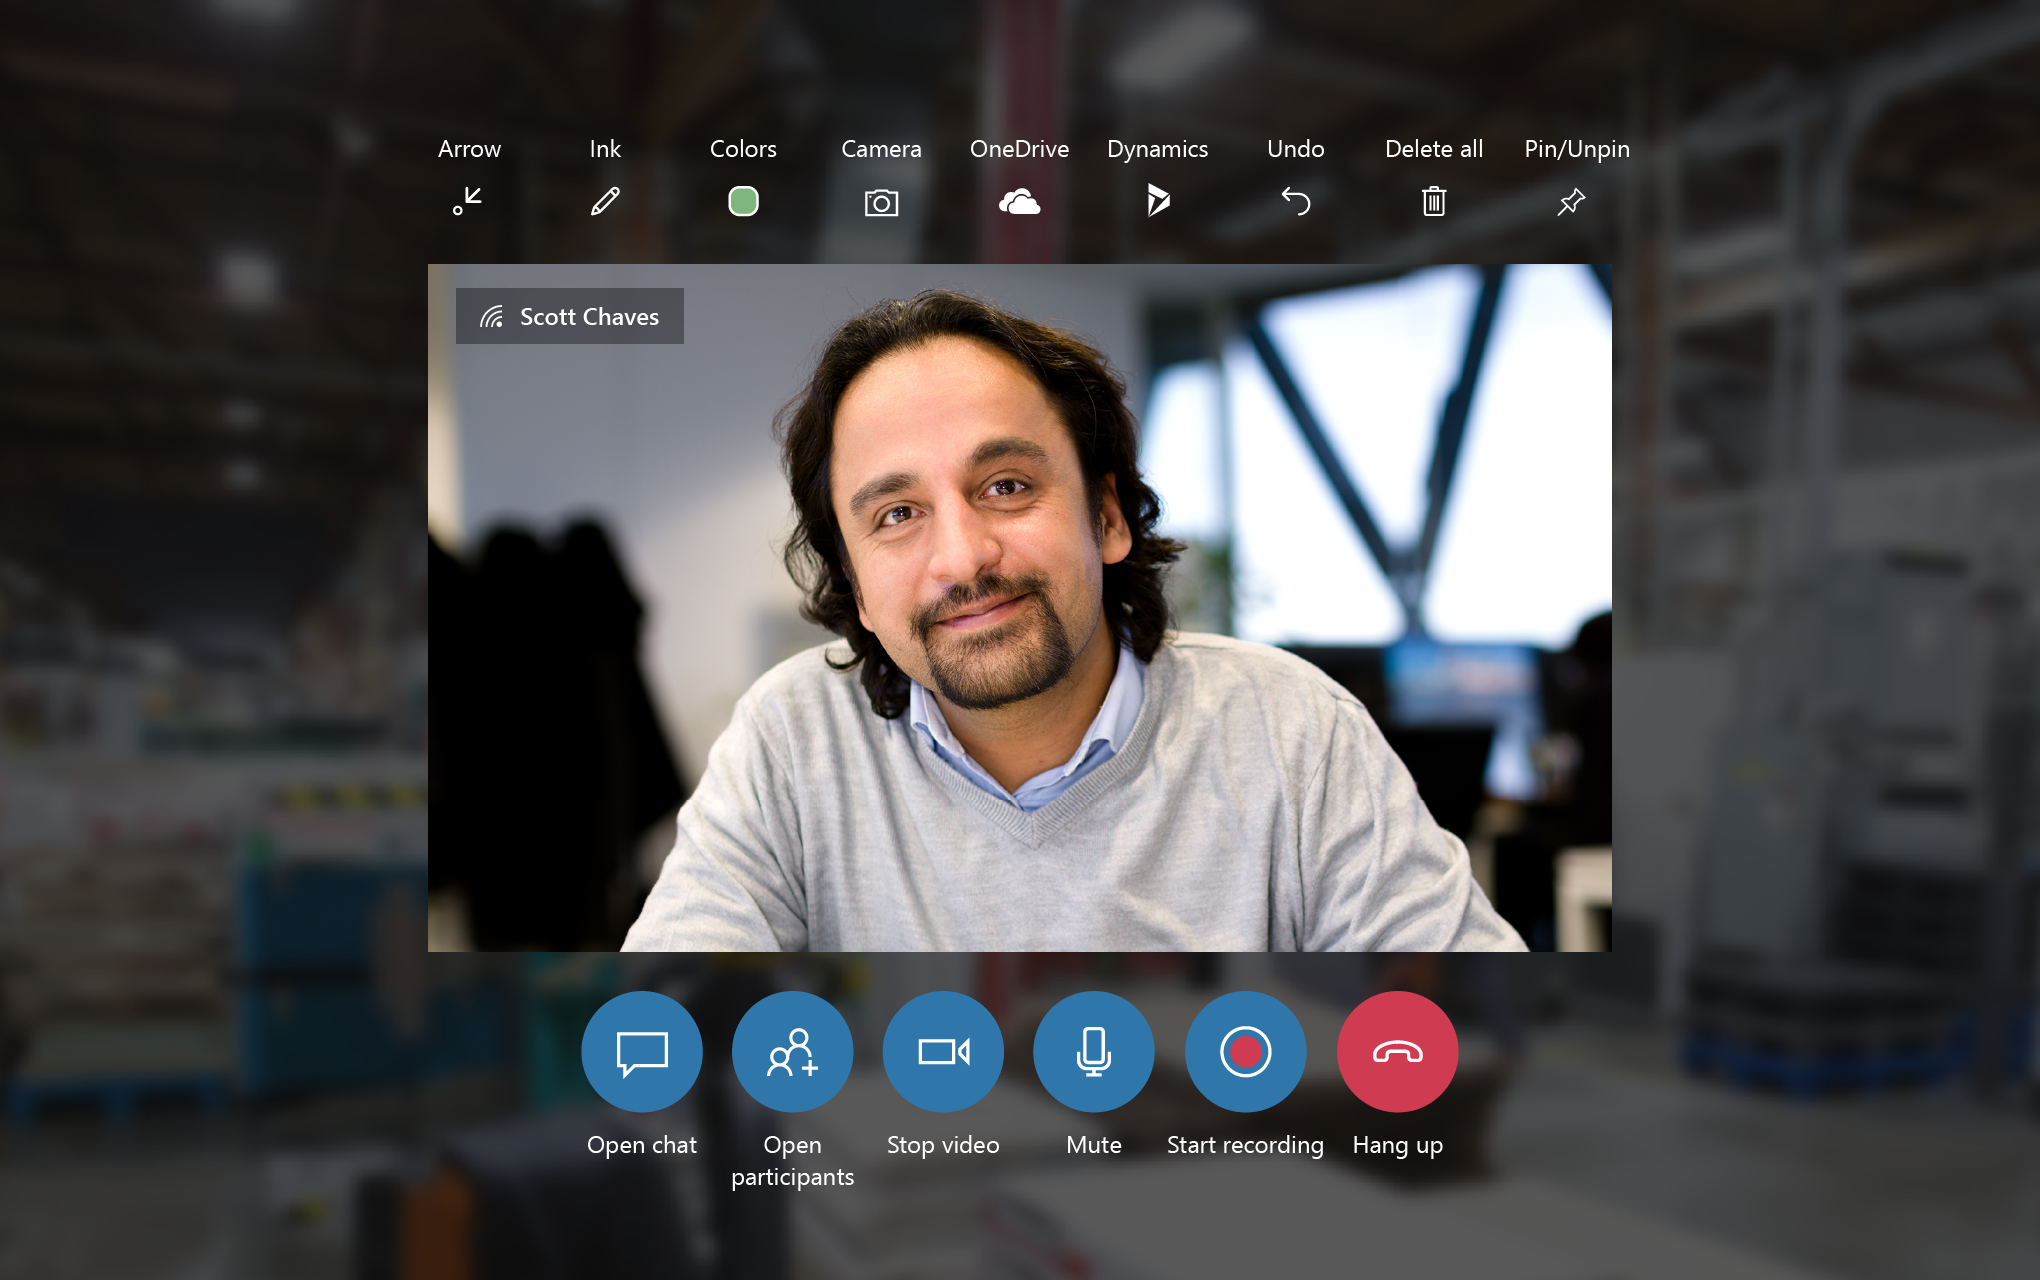 Arrow
Ink
Colors
Camera
OneDrive
Dynamics
Undo
Delete all
Pin/Unpin
Scott Chaves
Open chat
Open
participants
Stop video
Mute
Start recording
Hang up